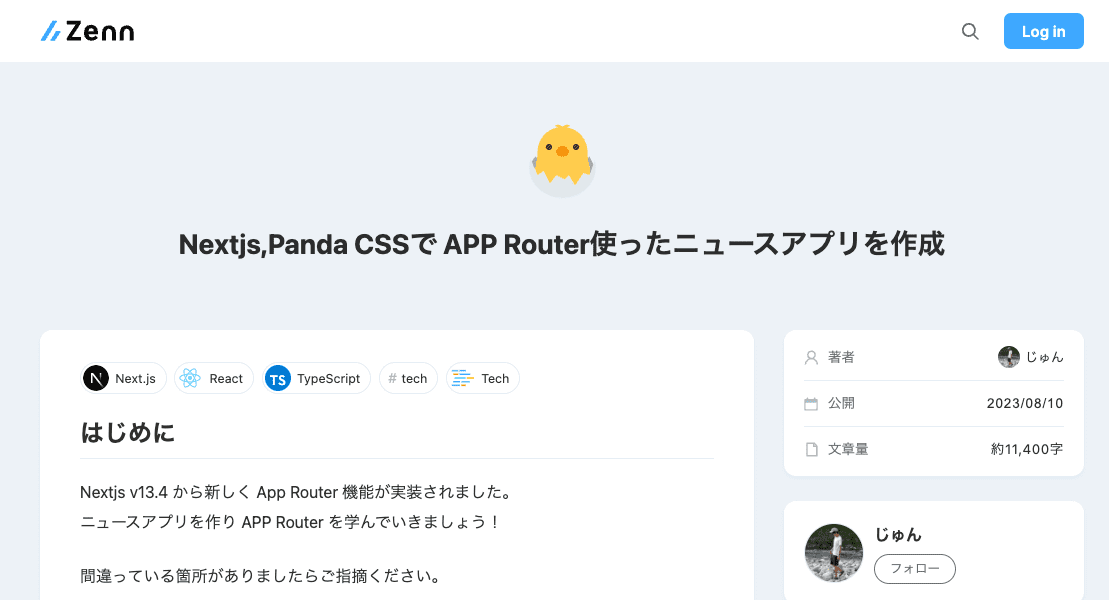 Zenn
Log in
Nextjs,Panda CSSで APP Router使ったニュースアプリを作成
Next.js
React
TS TypeScript
# tech
Tech
はじめに
Nextjs v13.4 から新しく App Router 機能が実装されました。
ニュースアプリを作り APP Router を学んでいきましょう！
間違っている箇所がありましたらご指摘ください。
著者 じゅん
公開 2023/08/10
文章量 約11,400字
じゅん
フォロー